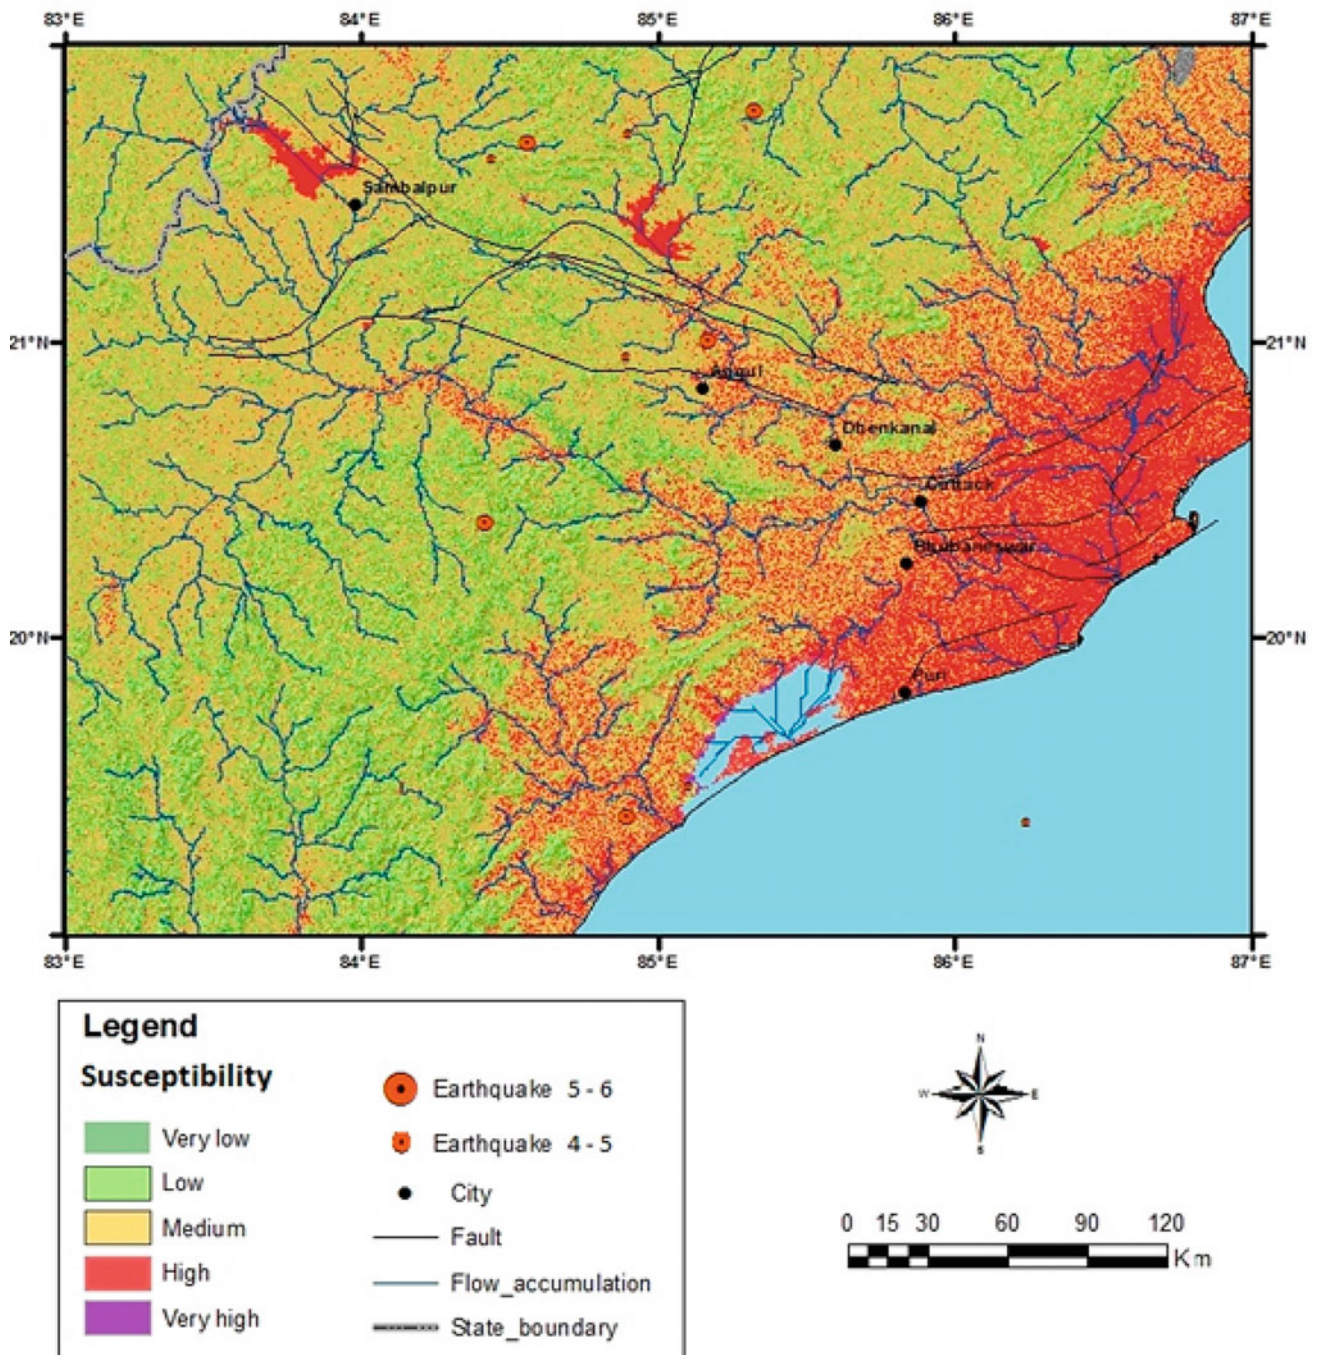 83°E 84°E 85°E 86°E 87°E
Sambalpur
21°N 21°N
Angul
Dhenkanal
Cuttack
Bhubaneswar
20°N 20°N
Puri
83°E 84°E 85°E 86°E 87°E
Legend
Susceptibility
Very low
Low
Medium
High
Very high
Earthquake 5 - 6
Earthquake 4 - 5
City
Fault
Flow_accumulation
State_boundary
N
W E
S
0 15 30 60 90 120
Km